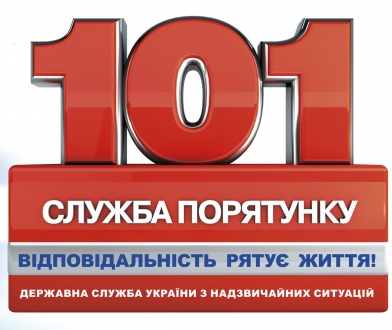 101
СЛУЖБА ПОРЯТУНКУ
ВІДПОВІДАЛЬНІСТЬ РЯТУЄ ЖИТТЯ!
ДЕРЖАВНА СЛУЖБА УКРАЇНИ З НАДЗВИЧАЙНИХ СИТУАЦІЙ